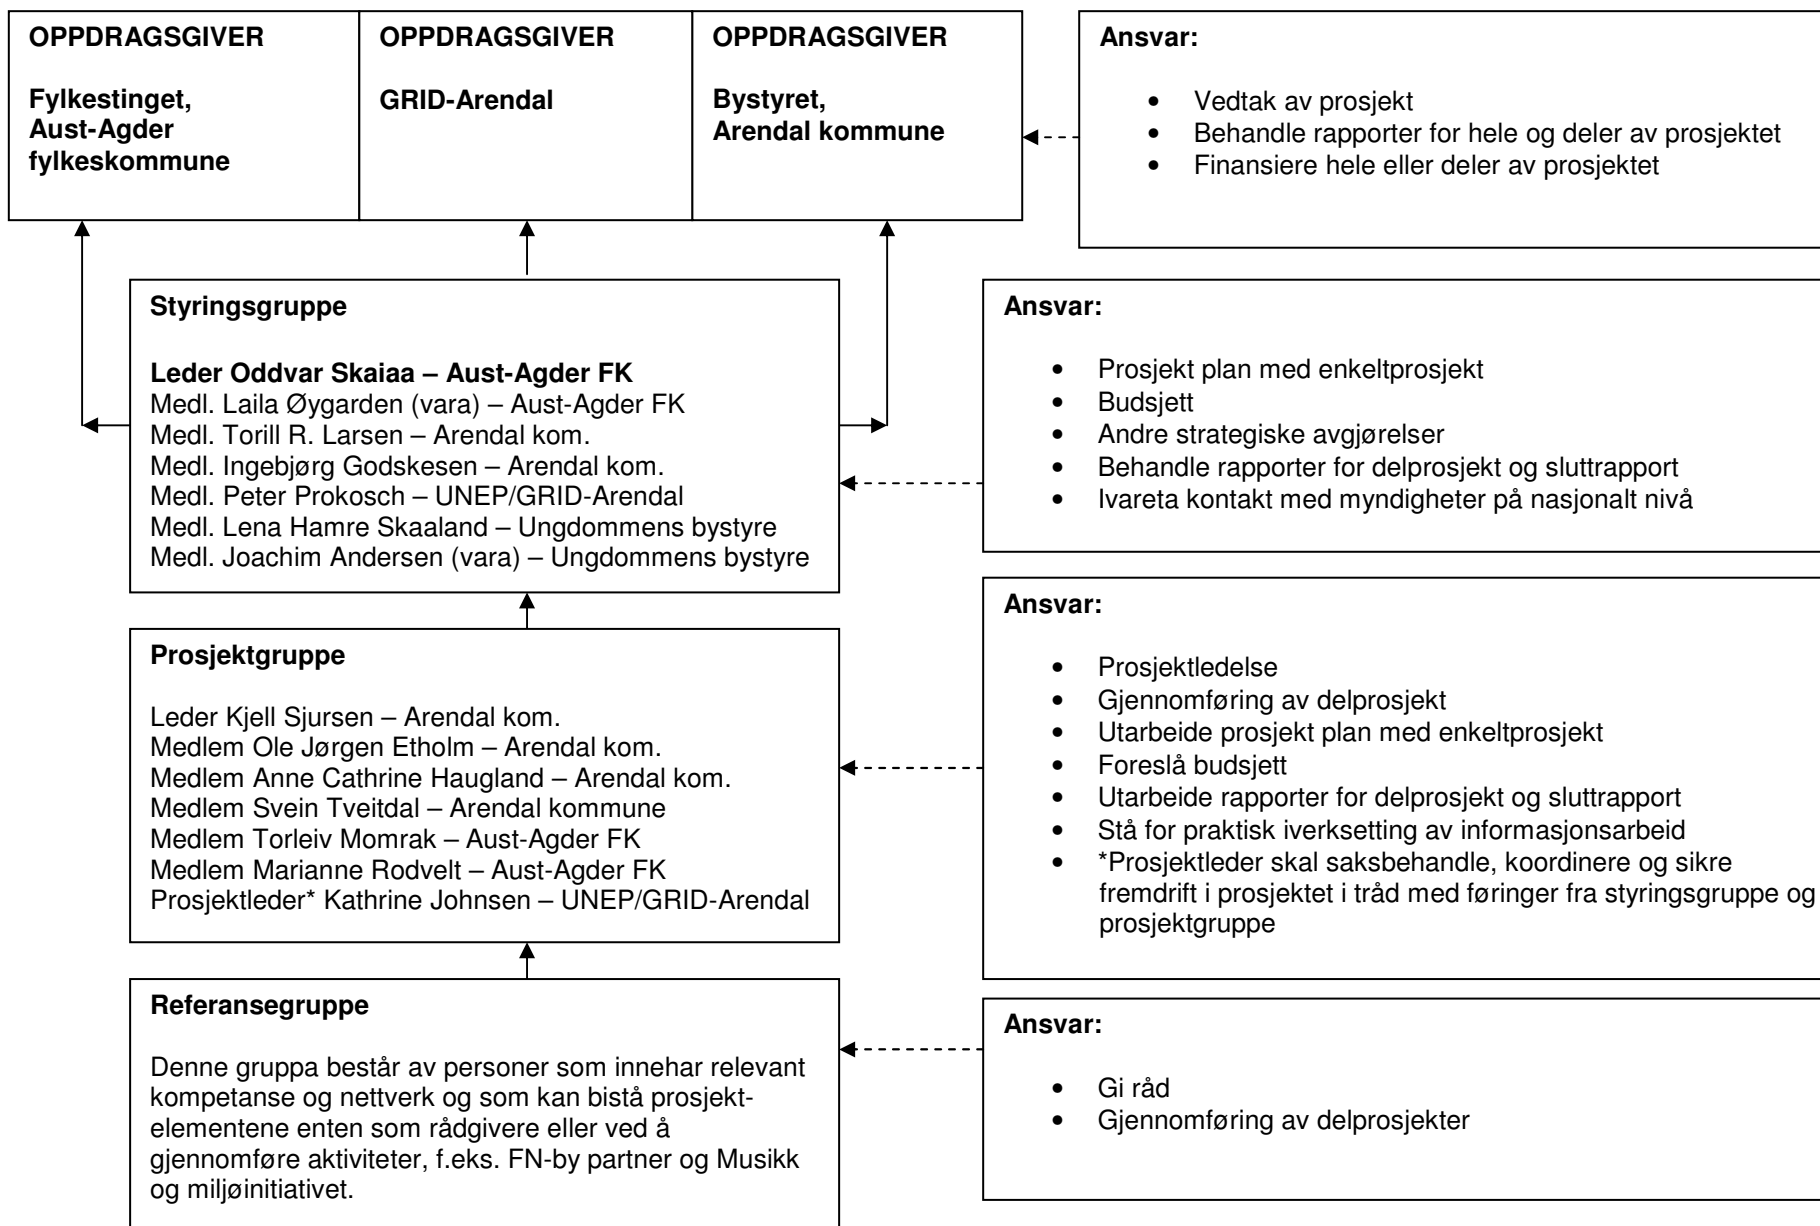 OPPDRAGSGIVER
Fylkestinget,
Aust-Agder
fylkeskommune
OPPDRAGSGIVER
GRID-Arendal
OPPDRAGSGIVER
Bystyret,
Arendal kommune
Ansvar:
• Vedtak av prosjekt
• Behandle rapporter for hele og deler av prosjektet
• Finansiere hele eller deler av prosjektet
Styringsgruppe
Leder Oddvar Skaiaa – Aust-Agder FK
Medl. Laila Øygarden (vara) – Aust-Agder FK
Medl. Torill R. Larsen – Arendal kom.
Medl. Ingebjørg Godskesen – Arendal kom.
Medl. Peter Prokosch – UNEP/GRID-Arendal
Medl. Lena Hamre Skaaland – Ungdommens bystyre
Medl. Joachim Andersen (vara) – Ungdommens bystyre
Ansvar:
• Prosjekt plan med enkeltprosjekt
• Budsjett
• Andre strategiske avgjørelser
• Behandle rapporter for delprosjekt og sluttrapport
• Ivareta kontakt med myndigheter på nasjonalt nivå
Prosjektgruppe
Leder Kjell Sjursen – Arendal kom.
Medlem Ole Jørgen Etholm – Arendal kom.
Medlem Anne Cathrine Haugland – Arendal kom.
Medlem Svein Tveitdal – Arendal kommune
Medlem Torleiv Momrak – Aust-Agder FK
Medlem Marianne Rodvelt – Aust-Agder FK
Prosjektleder* Kathrine Johnsen – UNEP/GRID-Arendal
Ansvar:
• Prosjektledelse
• Gjennomføring av delprosjekt
• Utarbeide prosjekt plan med enkeltprosjekt
• Foreslå budsjett
• Utarbeide rapporter for delprosjekt og sluttrapport
• Stå for praktisk iverksetting av informasjonsarbeid
• *Prosjektleder skal saksbehandle, koordinere og sikre
fremdrift i prosjektet i tråd med føringer fra styringsgruppe og
prosjektgruppe
Referansegruppe
Denne gruppa består av personer som innehar relevant
kompetanse og nettverk og som kan bistå prosjekt-
elementene enten som rådgivere eller ved å
gjennomføre aktiviteter, f.eks. FN-by partner og Musikk
og miljøinitiativet.
Ansvar:
• Gi råd
• Gjennomføring av delprosjekter